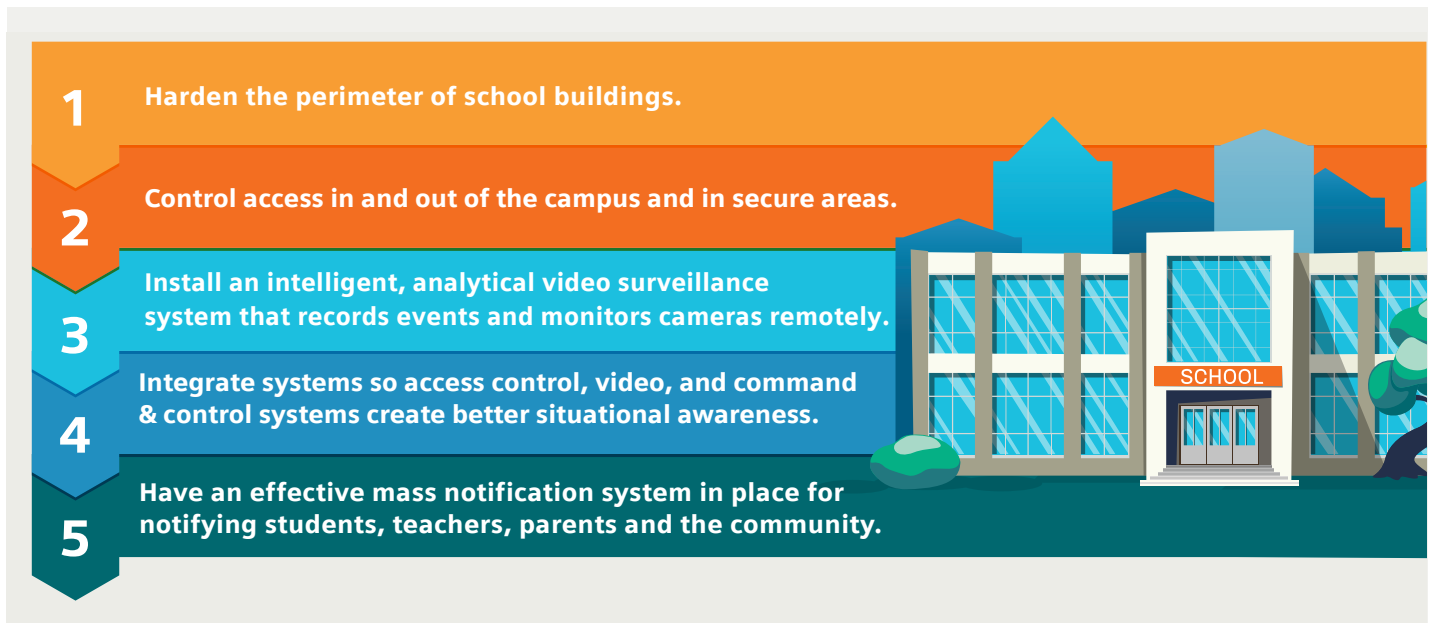 1
Harden the perimeter of school buildings.
2
Control access in and out of the campus and in secure areas.
3
Install an intelligent, analytical video surveillance
system that records events and monitors cameras remotely.
4
Integrate systems so access control, video, and command
& control systems create better situational awareness.
5
Have an effective mass notification system in place for
notifying students, teachers, parents and the community.
SCHOOL